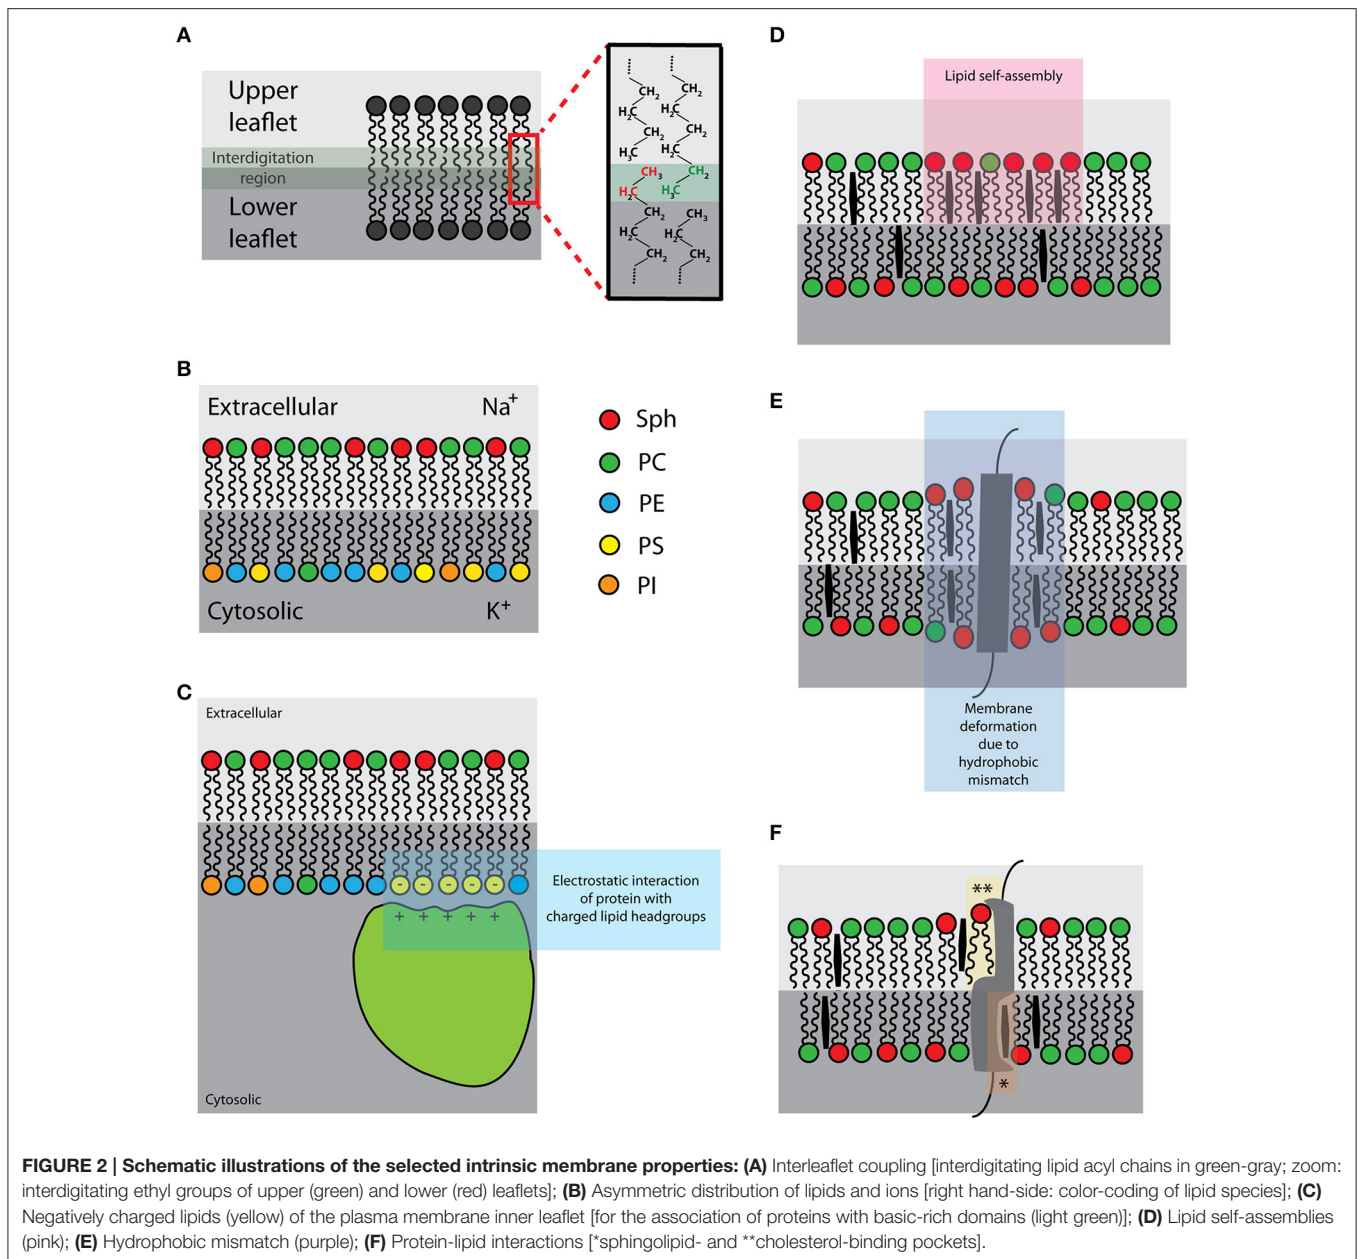 A
Upper
leaflet
Interdigitation
region
Lower
leaflet
CH2
H2C
CH2
H3C
CH2
H2C
CH2
H2C
CH3
H2C
CH2
H3C
CH2
H2C
CH2
CH3
H2C
CH2
B
Extracellular
Na+
Cytosolic
K+
Sph
PC
PE
PS
PI
C
Extracellular
- - - - -
+ + + + +
Electrostatic interaction
of protein with
charged lipid headgroups
Cytosolic
D
Lipid self-assembly
E
Membrane
deformation
due to
hydrophobic
mismatch
F
**
*
FIGURE 2 | Schematic illustrations of the selected intrinsic membrane properties: (A) Interleaflet coupling [interdigitating lipid acyl chains in green-gray; zoom:
interdigitating ethyl groups of upper (green) and lower (red) leaflets]; (B) Asymmetric distribution of lipids and ions [right hand-side: color-coding of lipid species]; (C)
Negatively charged lipids (yellow) of the plasma membrane inner leaflet [for the association of proteins with basic-rich domains (light green)]; (D) Lipid self-assemblies
(pink); (E) Hydrophobic mismatch (purple); (F) Protein-lipid interactions [*sphingolipid- and **cholesterol-binding pockets].